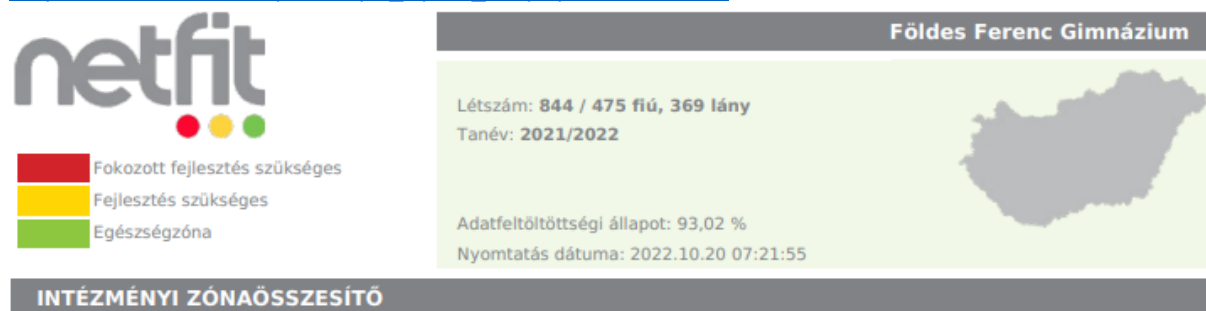 netfit
Földes Ferenc Gimnázium
Létszám: 844 / 475 fiú, 369 lány
Tanév: 2021/2022
Fokozott fejlesztés szükséges
Fejlesztés szükséges
Egészségzóna
Adatfeltöltöttségi állapot: 93,02 %
Nyomtatás dátuma: 2022.10.20 07:21:55
INTÉZMÉNYI ZÓNAÖSSZESÍTŐ